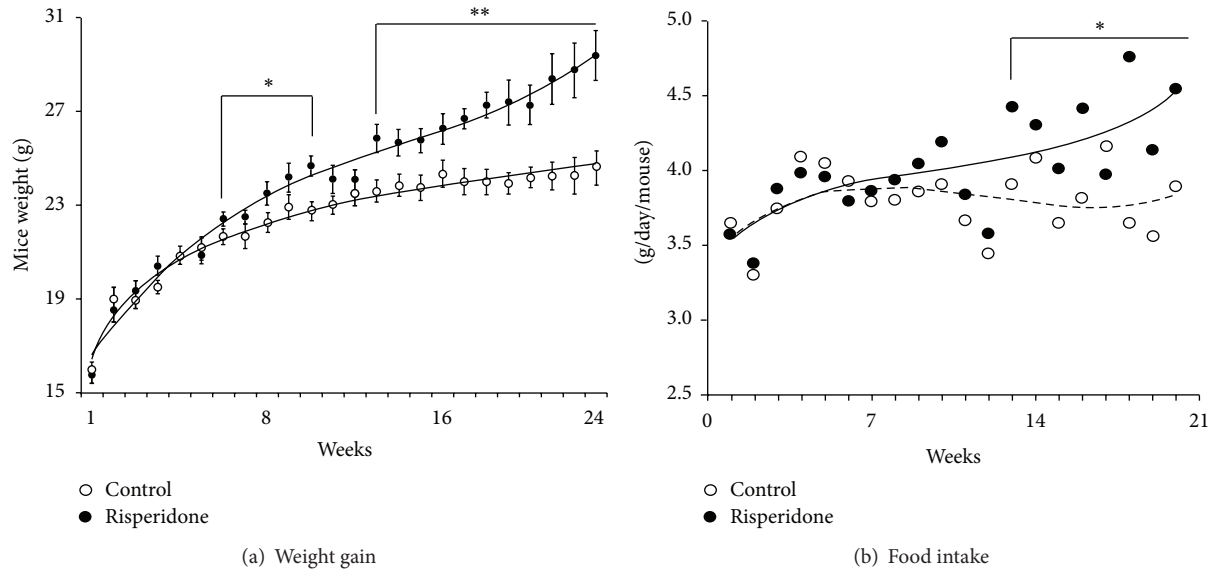 31
27
23
19
15
Mice weight (g)
*
**
1
8
16
24
Weeks
Control
Risperidone
(a) Weight gain
5.0
4.5
4.0
3.5
3.0
2.5
(g/day/mouse)
*
0
7
14
21
Weeks
Control
Risperidone
(b) Food intake